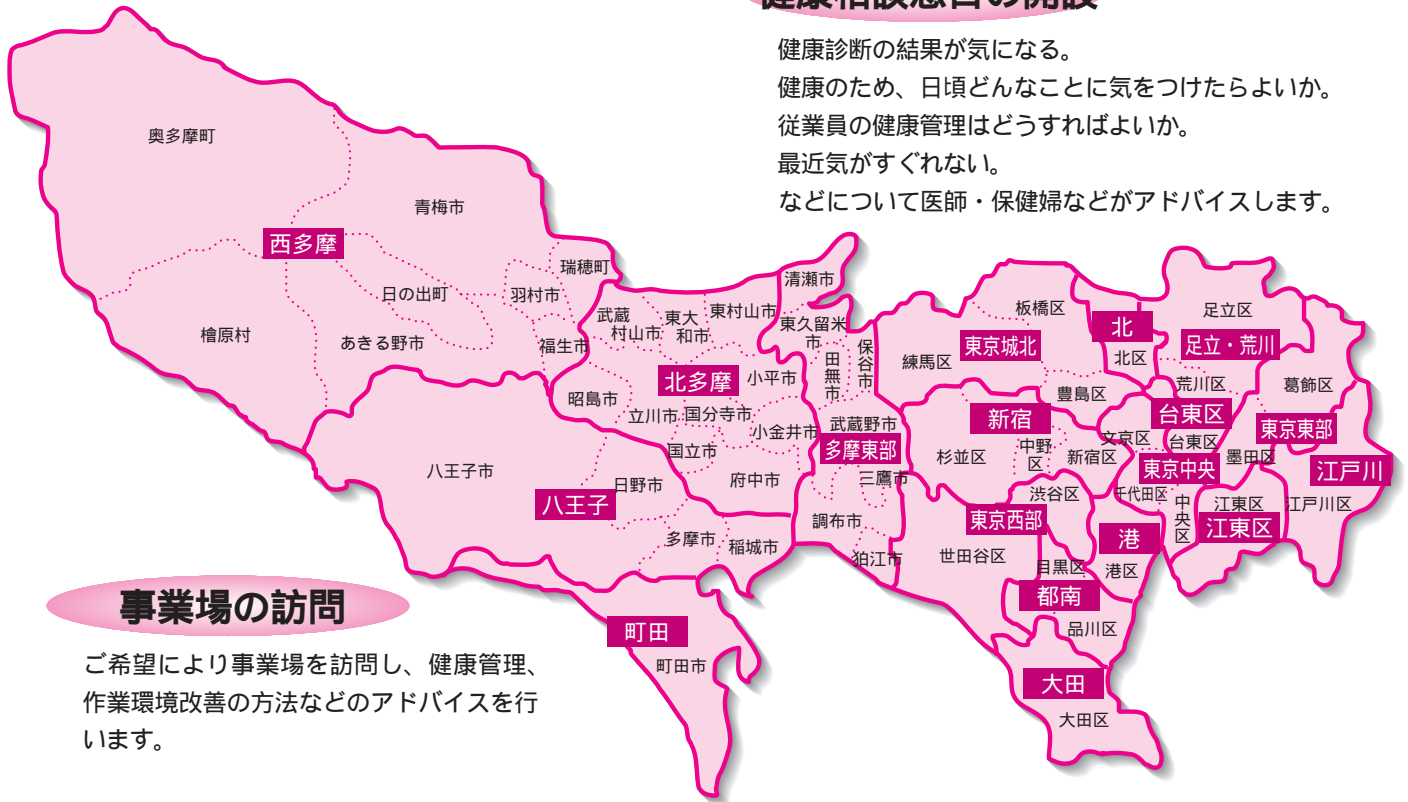 健康相談窓口の開設
健康診断の結果が気になる。
健康のため、日頃どんなことに気をつけたらよいか。
従業員の健康管理はどうすればよいか。
最近気がすぐれない。
などについて医師・保健婦などがアドバイスします。
奥多摩町
青梅市
西多摩
瑞穂町
日の出町
羽村市
檜原村
あきる野市
福生市
清瀬市
武蔵
村山市
東大
和市
東村山市
東久留米
市
田無市
保谷市
北多摩
小平市
昭島市
立川市
国分寺市
小金井市
武蔵野市
多摩東部
国立市
府中市
三鷹市
調布市
狛江市
八王子市
日野市
八王子
多摩市
稲城市
板橋区
北
足立区
東京城北
北区
足立・荒川
練馬区
豊島区
荒川区
葛飾区
新宿
台東区
文京区
台東区
東京東部
杉並区
中野
区
新宿区
東京中央
墨田区
江戸川
渋谷区
千代田区
中央区
江東区
江戸川区
東京西部
港
江東区
世田谷区
目黒区
港区
都南
品川区
大田
大田区
町田
町田市
事業場の訪問
ご希望により事業場を訪問し、健康管理、
作業環境改善の方法などのアドバイスを行
います。